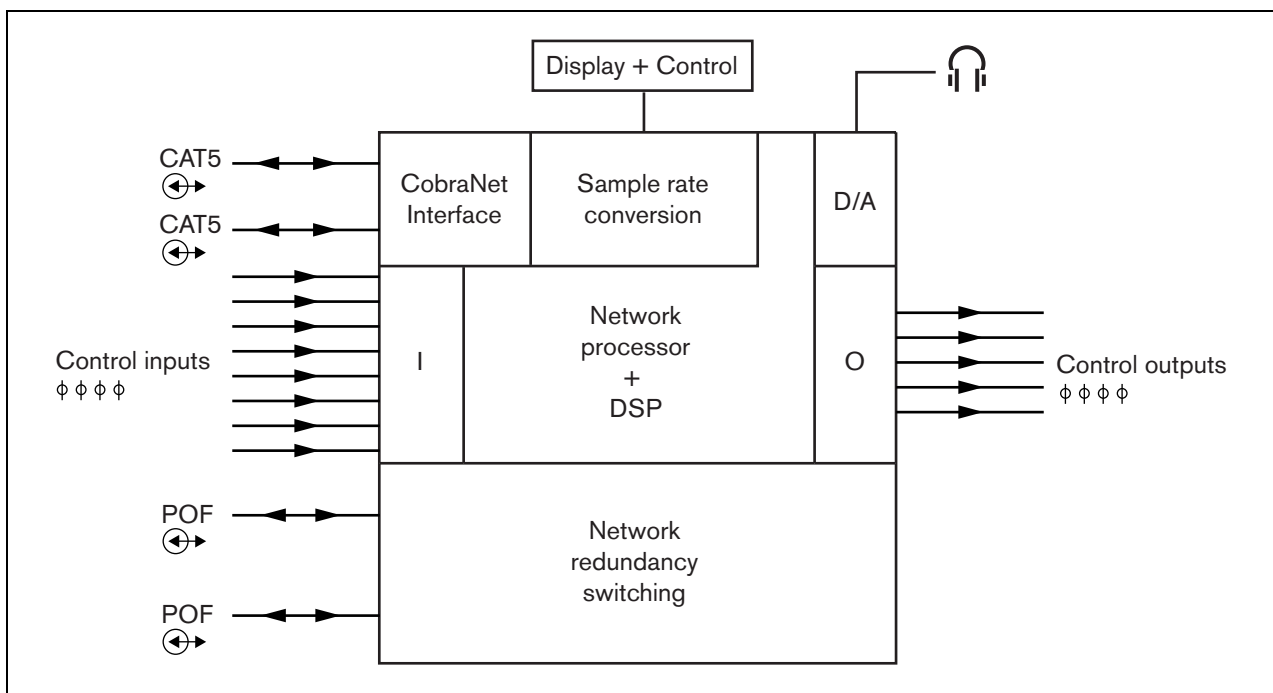 Display + Control
CAT5
CobraNet
Interface
Sample rate
conversion
D/A
CAT5
Control inputs
ϕ ϕ ϕ ϕ
I
Network
processor
+
DSP
O
Control outputs
ϕ ϕ ϕ ϕ
POF
Network
redundancy
switching
POF